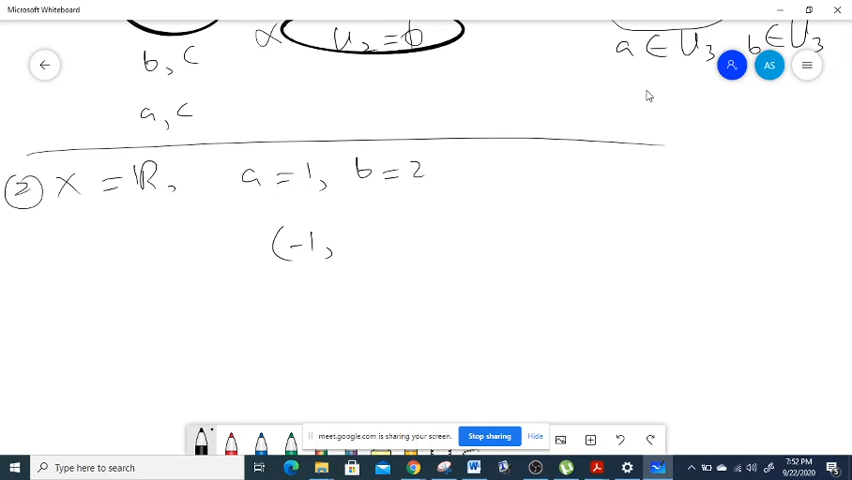 Microsoft Whiteboard
b, c
α U₂ = b
a ∈ U₃ b ∈ U₃
AS
a, c
② X = ℝ, a = 1, b = 2
(-1,
meet.google.com is sharing your screen. Stop sharing Hide
Type here to search
7:52 PM
9/22/2020
5